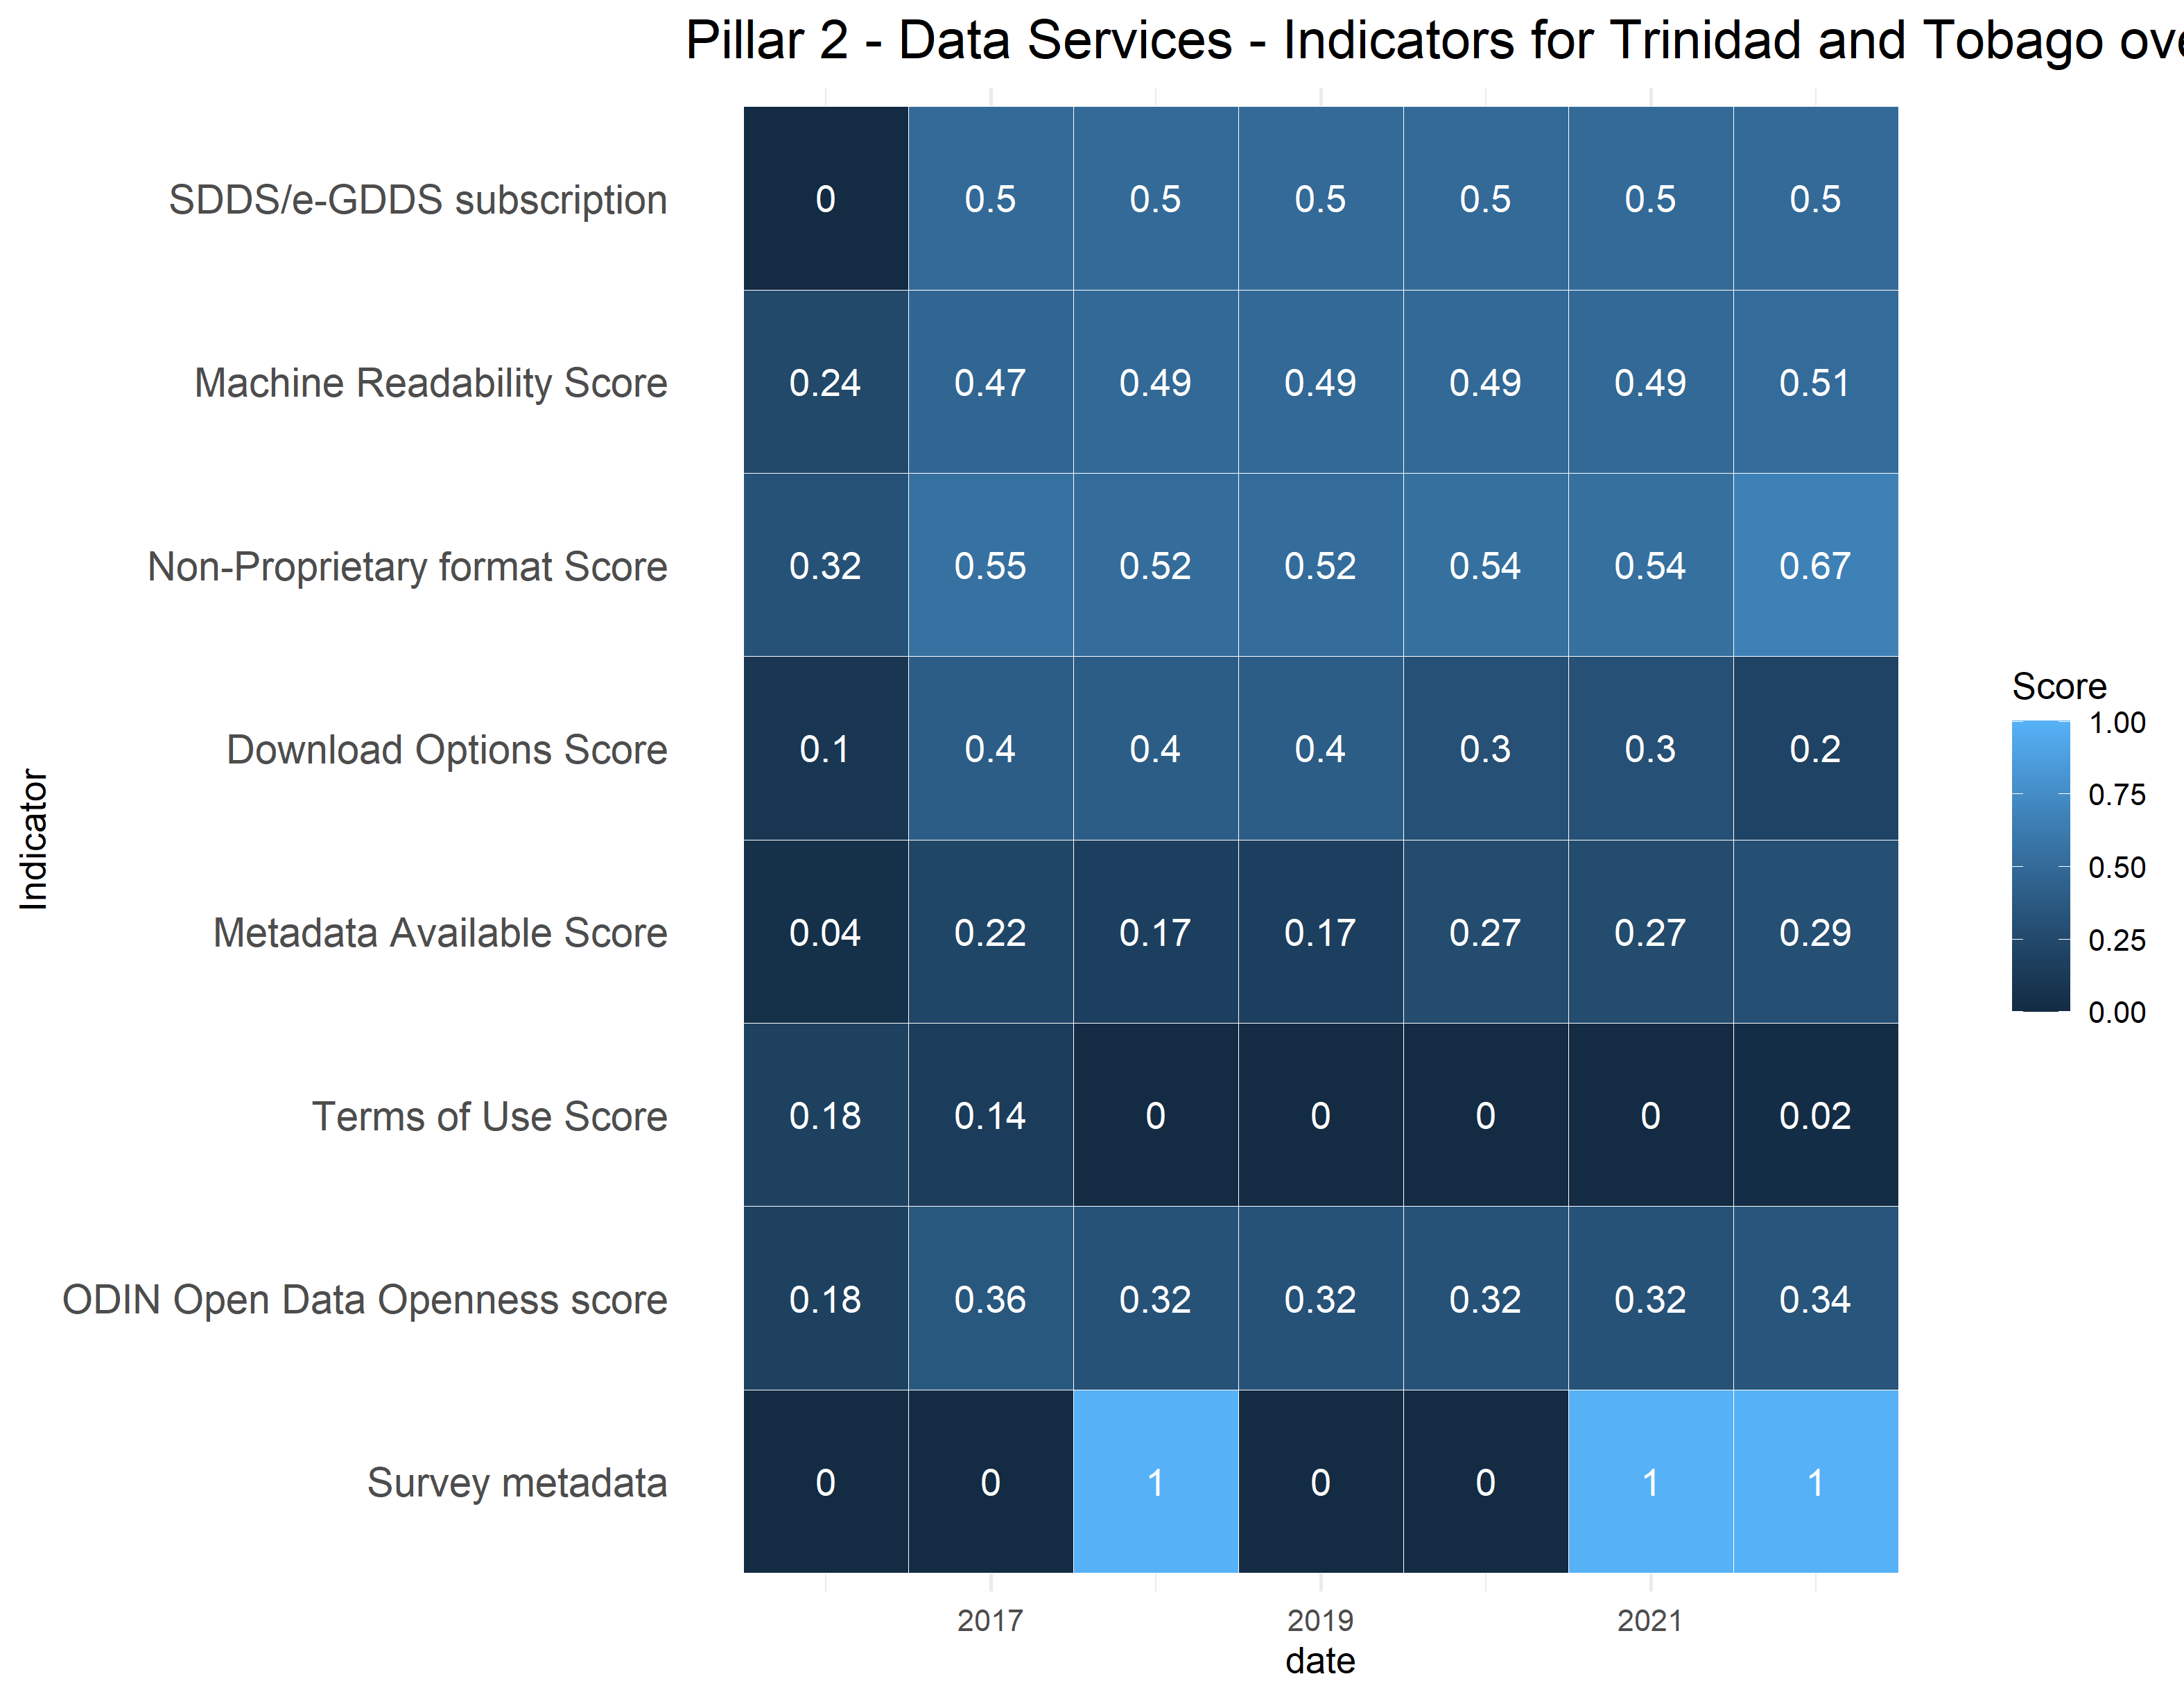 Pillar 2 - Data Services - Indicators for Trinidad and Tobago ove
SDDS/e-GDDS subscription 0 0.5 0.5 0.5 0.5 0.5 0.5
Machine Readability Score 0.24 0.47 0.49 0.49 0.49 0.49 0.51
Non-Proprietary format Score 0.32 0.55 0.52 0.52 0.54 0.54 0.67
Download Options Score 0.1 0.4 0.4 0.4 0.3 0.3 0.2
Metadata Available Score 0.04 0.22 0.17 0.17 0.27 0.27 0.29
Terms of Use Score 0.18 0.14 0 0 0 0 0.02
ODIN Open Data Openness score 0.18 0.36 0.32 0.32 0.32 0.32 0.34
Survey metadata 0 0 1 0 0 1 1
2017 2019 2021
date
Indicator
Score
1.00
0.75
0.50
0.25
0.00